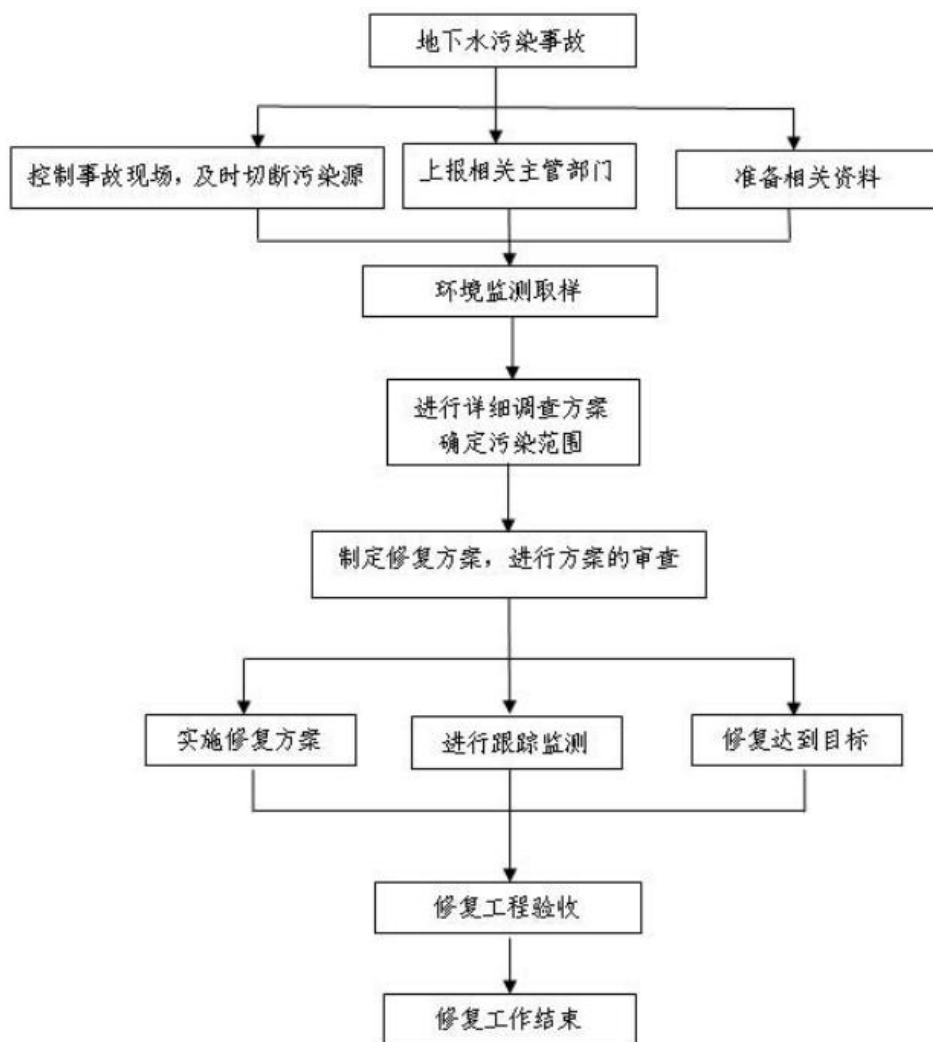 地下水污染事故
控制事故现场，及时切断污染源
上报相关主管部门
准备相关资料
环境监测取样
进行详细调查方案
确定污染范围
制定修复方案，进行方案的审查
实施修复方案
进行跟踪监测
修复达到目标
修复工程验收
修复工作结束